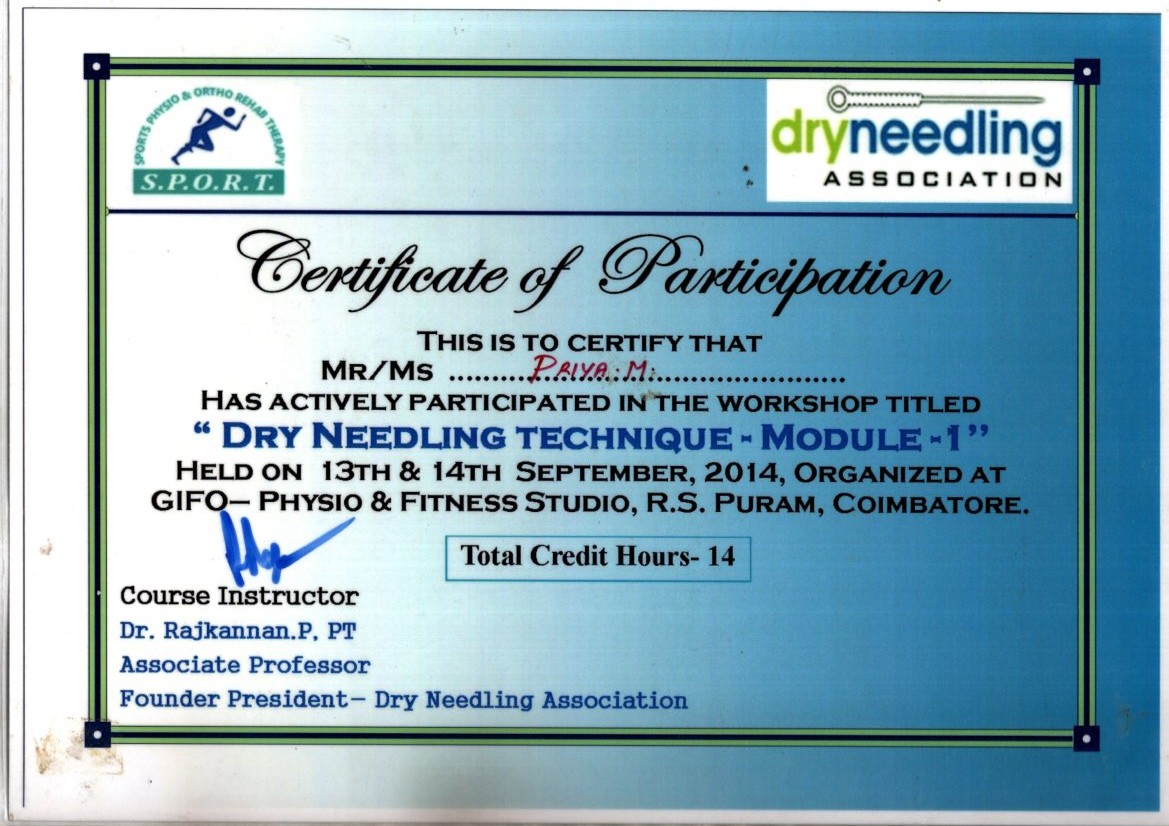 SPORTS PHYSIO & ORTHO REHAB THERAPY
S.P.O.R.T.
dryneedling
ASSOCIATION
Certificate of Participation
THIS IS TO CERTIFY THAT
MR/MS ......PRIYA. M.............................
HAS ACTIVELY PARTICIPATED IN THE WORKSHOP TITLED
“ DRY NEEDLING TECHNIQUE - MODULE -1”
HELD ON 13TH & 14TH SEPTEMBER, 2014, ORGANIZED AT
GIFO– PHYSIO & FITNESS STUDIO, R.S. PURAM, COIMBATORE.
Total Credit Hours- 14
Course Instructor
Dr. Rajkannan.P, PT
Associate Professor
Founder President– Dry Needling Association